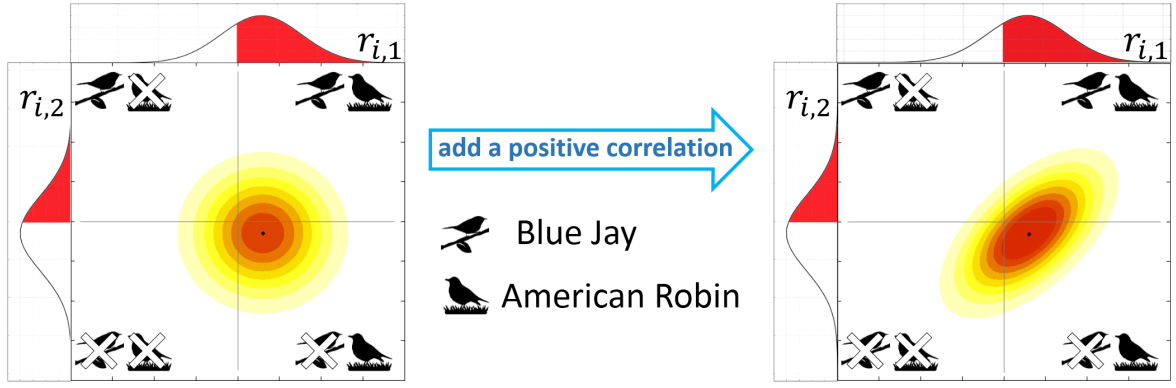 r_{i,1}
r_{i,2}
add a positive correlation
Blue Jay
American Robin
r_{i,1}
r_{i,2}